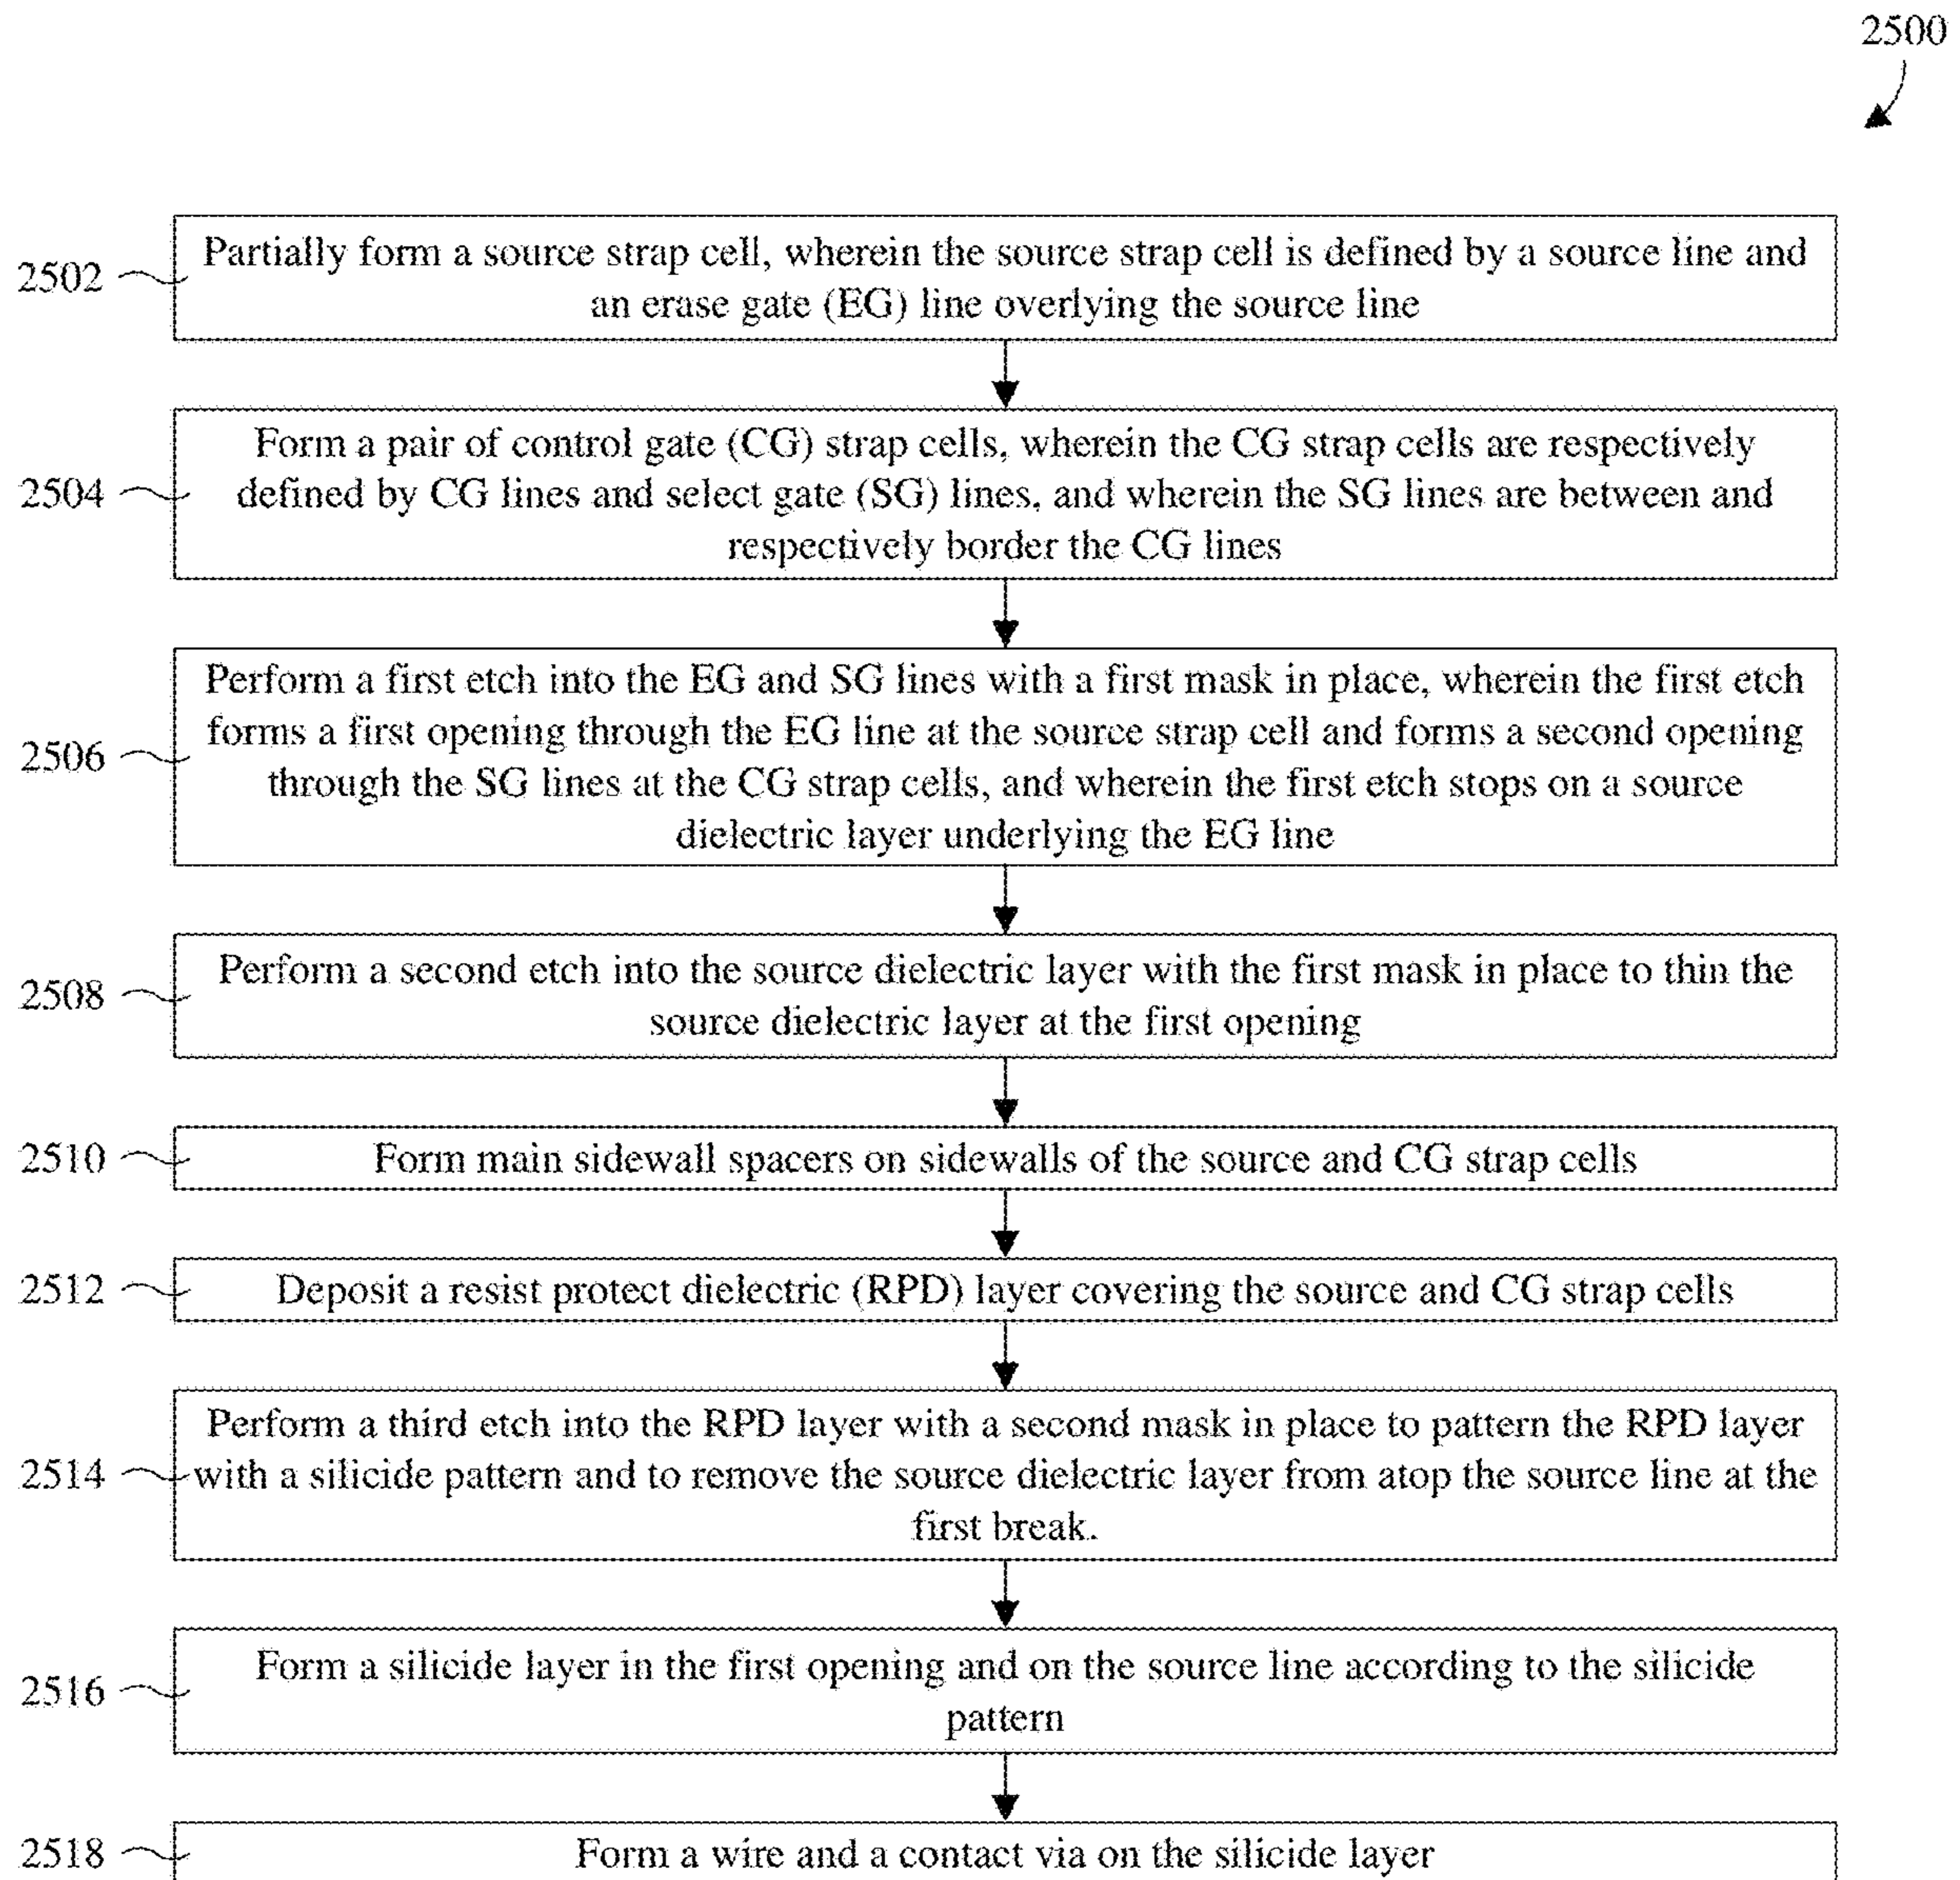 2500
2502
Partially form a source strap cell, wherein the source strap cell is defined by a source line and
an erase gate (EG) line overlying the source line
2504
Form a pair of control gate (CG) strap cells, wherein the CG strap cells are respectively
defined by CG lines and select gate (SG) lines, and wherein the SG lines are between and
respectively border the CG lines
2506
Perform a first etch into the EG and SG lines with a first mask in place, wherein the first etch
forms a first opening through the EG line at the source strap cell and forms a second opening
through the SG lines at the CG strap cells, and wherein the first etch stops on a source
dielectric layer underlying the EG line
2508
Perform a second etch into the source dielectric layer with the first mask in place to thin the
source dielectric layer at the first opening
2510
Form main sidewall spacers on sidewalls of the source and CG strap cells
2512
Deposit a resist protect dielectric (RPD) layer covering the source and CG strap cells
2514
Perform a third etch into the RPD layer with a second mask in place to pattern the RPD layer
with a silicide pattern and to remove the source dielectric layer from atop the source line at the
first break.
2516
Form a silicide layer in the first opening and on the source line according to the silicide
pattern
2518
Form a wire and a contact via on the silicide layer